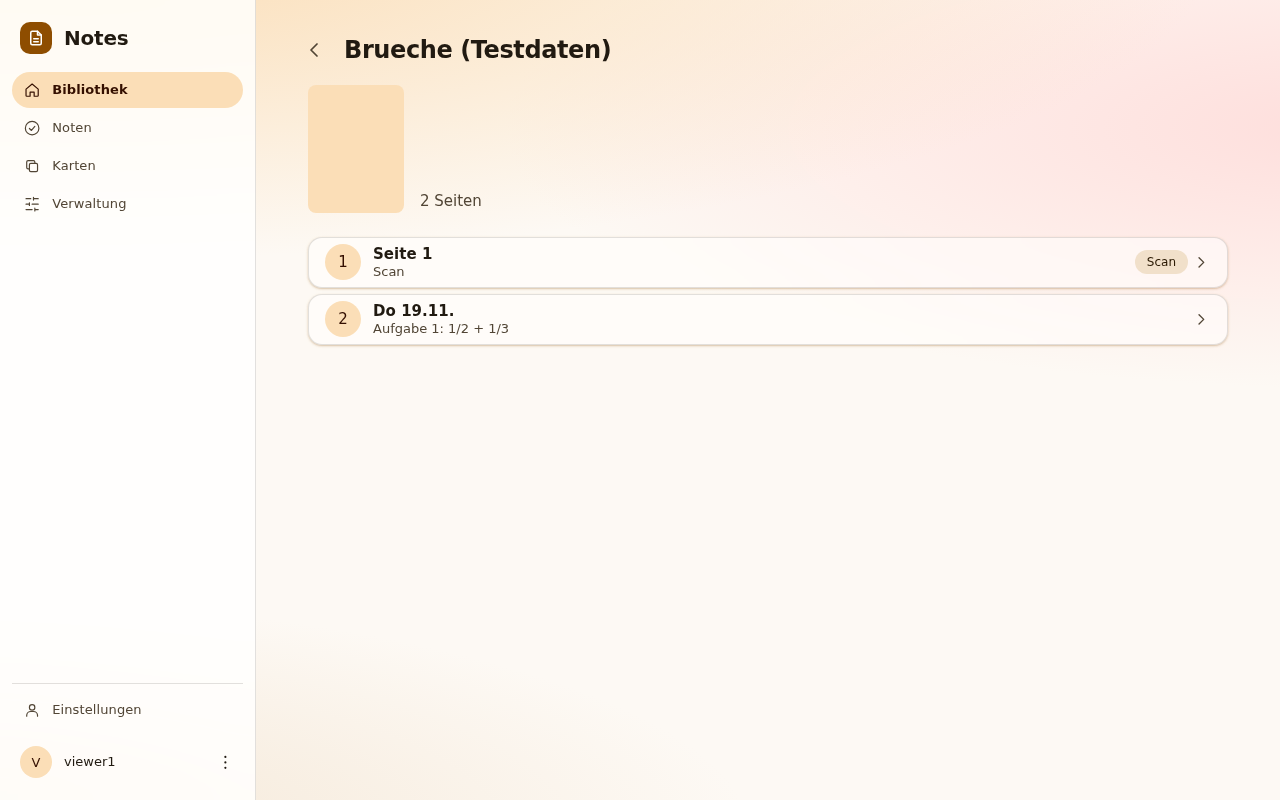 Notes
Bibliothek
Noten
Karten
Verwaltung
Einstellungen
V
viewer1
Brueche (Testdaten)
2 Seiten
1
Seite 1
Scan
Scan
2
Do 19.11.
Aufgabe 1: 1/2 + 1/3